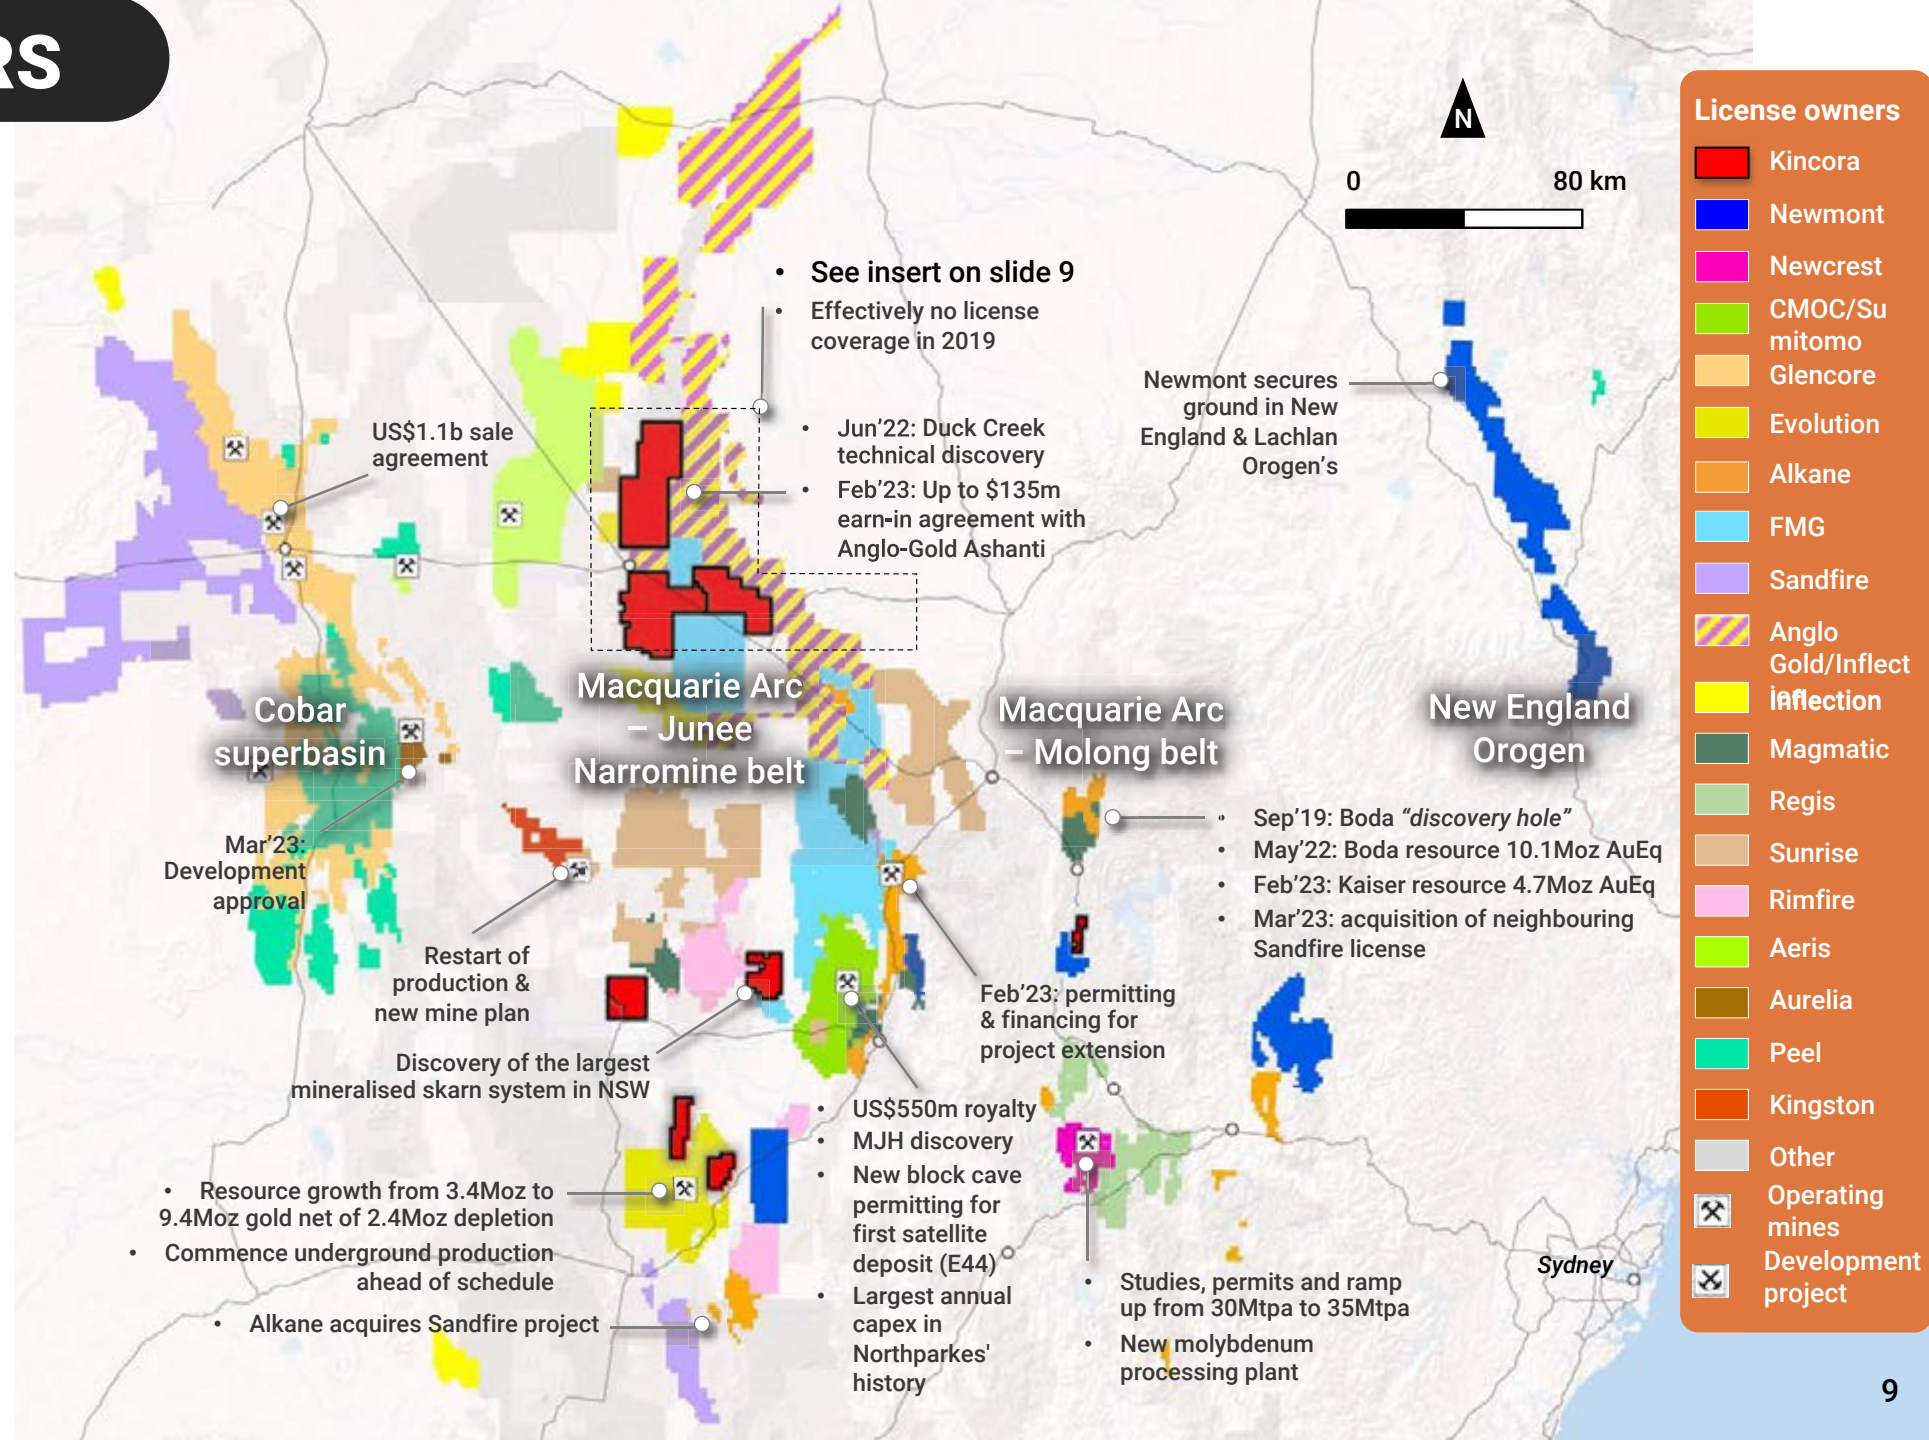 RS
N
0 80 km
• See insert on slide 9
• Effectively no license
coverage in 2019
US$1.1b sale
agreement
• Jun'22: Duck Creek
technical discovery
• Feb'23: Up to $135m
earn-in agreement with
Anglo-Gold Ashanti
Newmont secures
ground in New
England & Lachlan
Orogen's
Cobar
superbasin
Macquarie Arc
– Junee
Narromine belt
Macquarie Arc
– Molong belt
New England
Orogen
Mar'23:
Development
approval
Restart of
production &
new mine plan
• Sep'19: Boda “discovery hole”
• May'22: Boda resource 10.1Moz AuEq
• Feb'23: Kaiser resource 4.7Moz AuEq
• Mar'23: acquisition of neighbouring
Sandfire license
Feb'23: permitting
& financing for
project extension
Discovery of the largest
mineralised skarn system in NSW
• US$550m royalty
• MJH discovery
• New block cave
permitting for
first satellite
deposit (E44)
• Largest annual
capex in
Northparkes'
history
• Resource growth from 3.4Moz to
9.4Moz gold net of 2.4Moz depletion
• Commence underground production
ahead of schedule
• Alkane acquires Sandfire project
• Studies, permits and ramp
up from 30Mtpa to 35Mtpa
• New molybdenum
processing plant
Sydney
License owners
Kincora
Newmont
Newcrest
CMOC/Su
mitomo
Glencore
Evolution
Alkane
FMG
Sandfire
Anglo
Gold/Inflect
ion
Inflection
Magmatic
Regis
Sunrise
Rimfire
Aeris
Aurelia
Peel
Kingston
Other
Operating
mines
Development
project
9